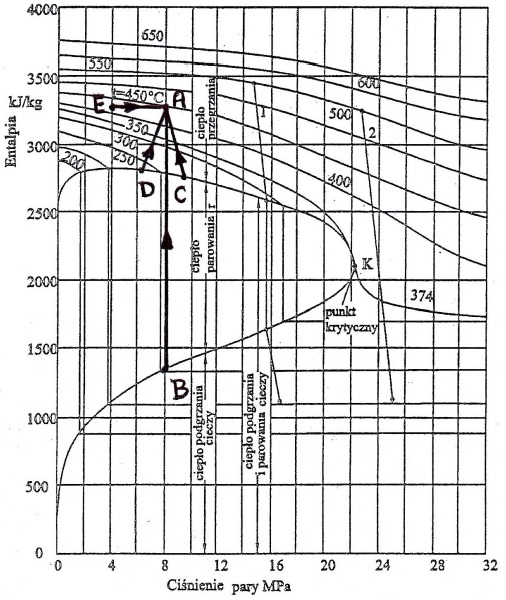 4000
650
550
600
3500
kJ/kg
E
t=450°C
A
1
500
2
Entalpia
350
300
250
200
3000
D
C
400
ciepło przegrzania
2500
ciepło parowania r
2000
K
punkt
krytyczny
374
1500
B
1000
ciepło podgrzania
cieczy
ciepło podgrzania
i parowania cieczy
500
0
0 4 8 12 16 20 24 28 32
Ciśnienie pary MPa